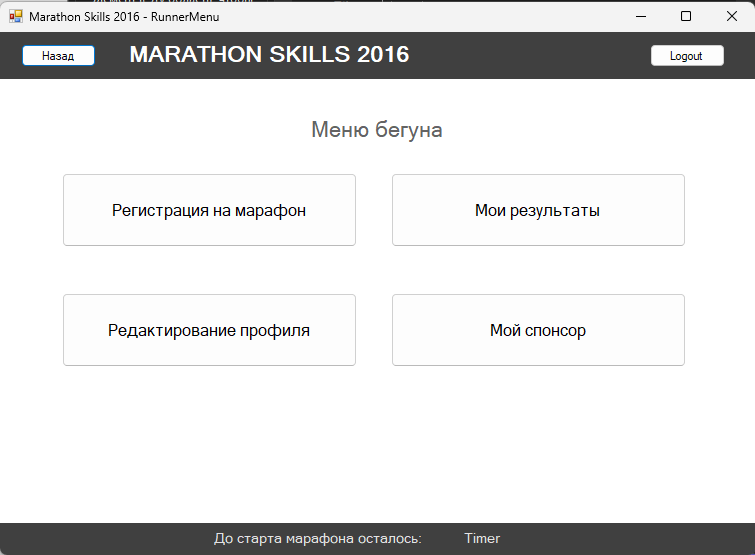 Marathon Skills 2016 - RunnerMenu
Назад MARATHON SKILLS 2016 Logout
Меню бегуна
Регистрация на марафон Мои результаты
Редактирование профиля Мой спонсор
До старта марафона осталось: Timer